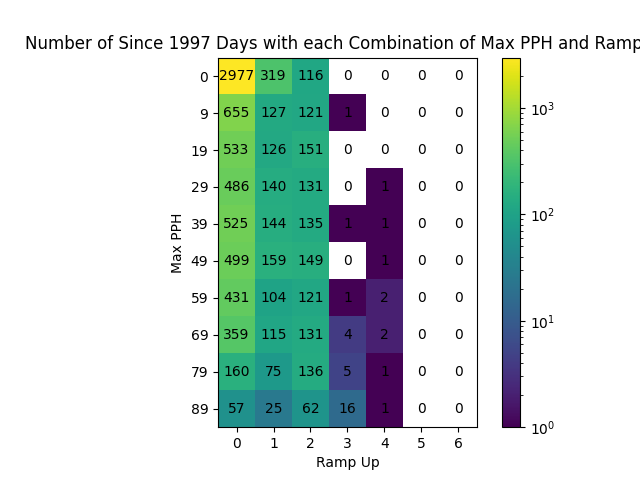 Number of Since 1997 Days with each Combination of Max PPH and Ramp
0 2977 319 116 0 0 0 0
9 655 127 121 1 0 0 0
19 533 126 151 0 0 0 0
29 486 140 131 0 1 0 0
39 525 144 135 1 1 0 0
49 499 159 149 0 1 0 0
59 431 104 121 1 2 0 0
69 359 115 131 4 2 0 0
79 160 75 136 5 1 0 0
89 57 25 62 16 1 0 0
0 1 2 3 4 5 6
Ramp Up
Max PPH
10³
10²
10¹
10⁰